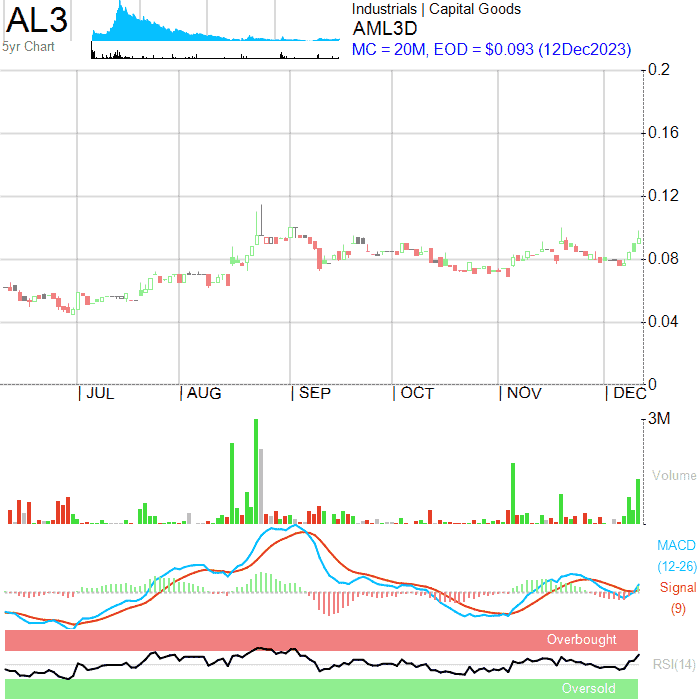 AL3
5yr Chart
Industrials | Capital Goods
AML3D
MC = 20M, EOD = $0.093 (12Dec2023)
0.2
0.16
0.12
0.08
0.04
0
| JUL | AUG | SEP | OCT | NOV | DEC
3M
Volume
MACD
(12-26)
Signal
(9)
Overbought
RSI(14)
Oversold